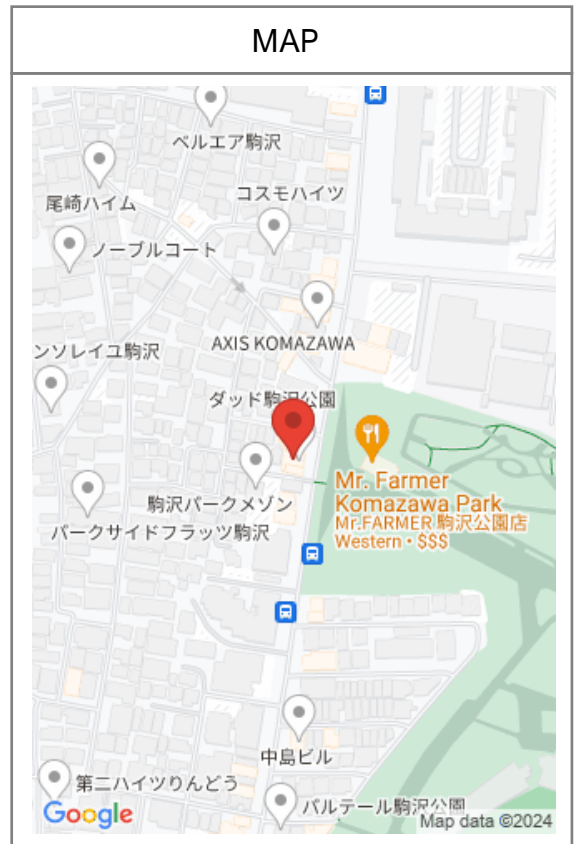 MAP
ベルエア駒沢
尾崎ハイム
コスモハイツ
ノーブルコート
ンソレイユ駒沢
AXIS KOMAZAWA
ダッド駒沢公園
Mr. Farmer
Komazawa Park
Mr.FARMER 駒沢公園店
Western • $$$
駒沢パークメゾン
パークサイドフラッツ駒沢
中島ビル
第二ハイツりんどう
パルテール駒沢公園
Google
Map data ©2024